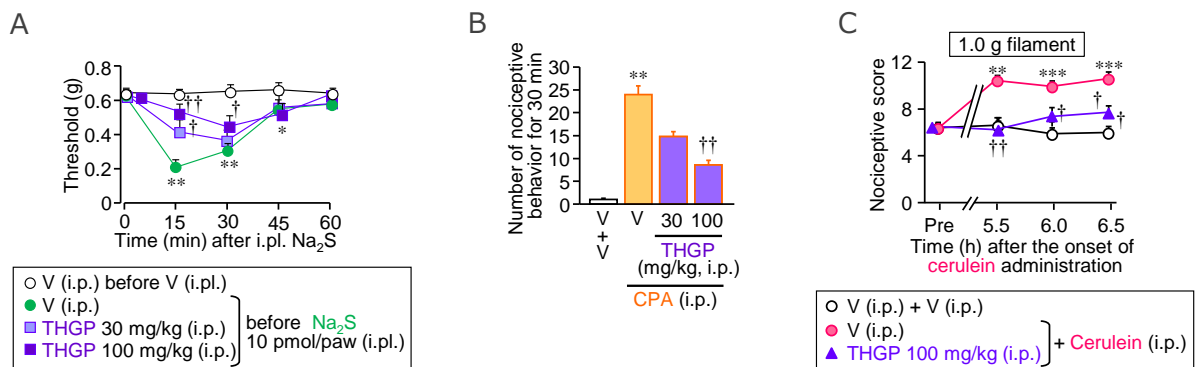 A
Threshold (g)
0.8
0.6
0.4
0.2
0
††
†
†
*
**
**
0 15 30 45 60
Time (min) after i.pl. Na₂S
V (i.p.) before V (i.pl.)
V (i.p.)
THGP 30 mg/kg (i.p.)
THGP 100 mg/kg (i.p.)
before Na₂S
10 pmol/paw (i.pl.)
B
Number of nociceptive
behavior for 30 min
30
25
20
15
10
5
0
**
††
V + V
V 30 100
THGP
(mg/kg, i.p.)
CPA (i.p.)
C
1.0 g filament
Nociceptive score
12
9
6
3
0
** *** ***
†
†
†
††
Pre 5.5 6.0 6.5
Time (h) after the onset of
cerulein administration
V (i.p.) + V (i.p.)
V (i.p.)
THGP 100 mg/kg (i.p.)
+ Cerulein (i.p.)